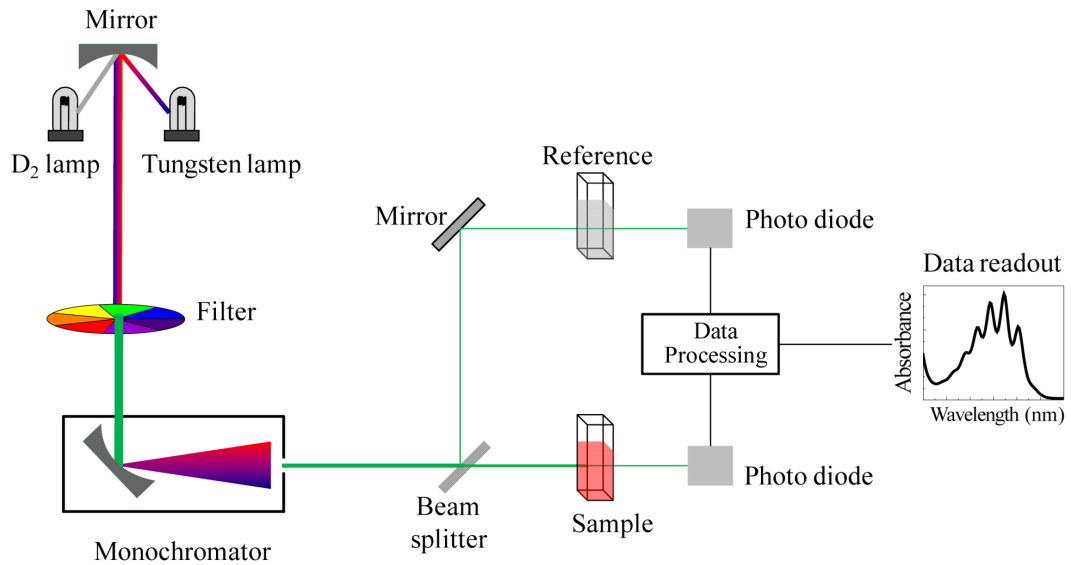 Mirror
D₂ lamp
Tungsten lamp
Filter
Monochromator
Mirror
Reference
Photo diode
Data
Processing
Beam
splitter
Sample
Photo diode
Data readout
Absorbance
Wavelength (nm)